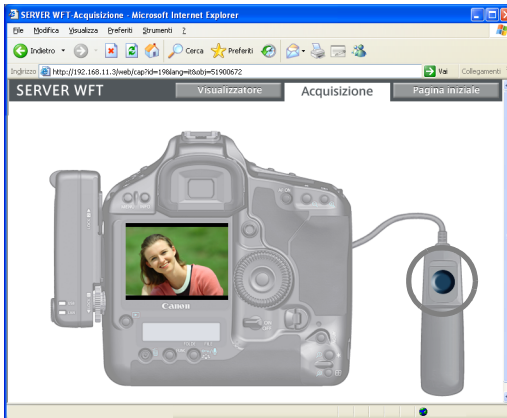 SERVER WFT-Acquisizione - Microsoft Internet Explorer
File Modifica Visualizza Preferiti Strumenti ?
Indietro Cerca Preferiti
Indirizzo http://192.168.11.3/web/cap?id=19&lang=it&obj=51900672 Vai Collegamenti
SERVER WFT Visualizzatore Acquisizione Pagina iniziale
Canon